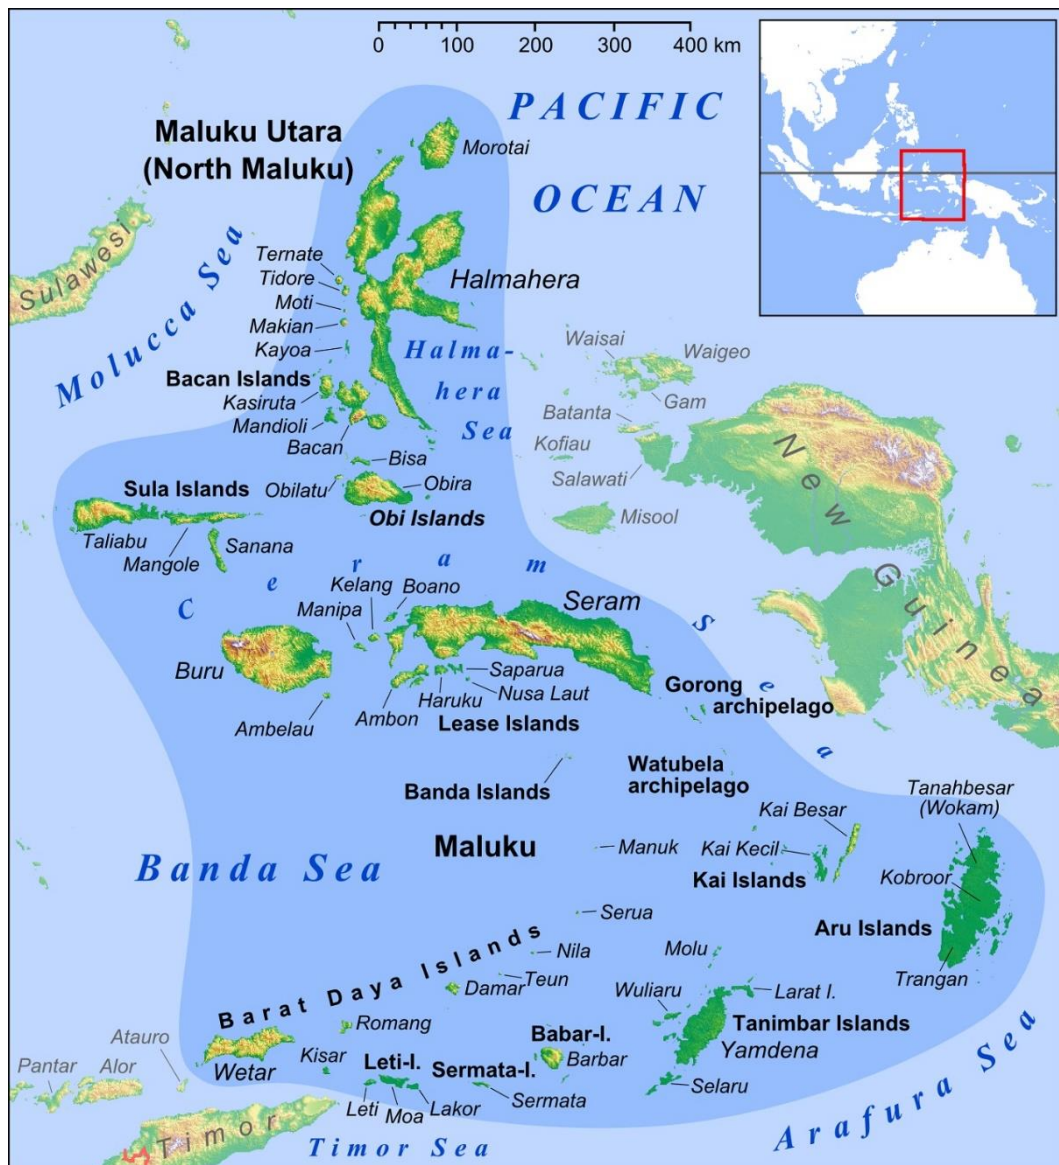 0 100 200 300 400 km
PACIFIC
OCEAN
Maluku Utara
(North Maluku)
Morotai
Sulawesi
Molucca Sea
Ternate
Tidore
Moti
Makian
Kayoa
Halmahera
Halma-
hera
Sea
Bacan Islands
Kasiruta
Mandioli
Bacan
Waisai
Waigeo
Gam
Batanta
Kofiau
Salawati
Misool
New Guinea
Bisa
Obilatu
Obira
Obi Islands
Sula Islands
Taliabu
Mangole
Sanana
Ceram Sea
Kelang
Boano
Manipa
Seram
Buru
Ambelau
Ambon
Haruku
Saparua
Nusa Laut
Lease Islands
Gorong
archipelago
Watubela
archipelago
Banda Islands
Maluku
Manuk
Banda Sea
Kai Besar
Kai Kecil
Kai Islands
Tanahbesar
(Wokam)
Kobroor
Aru Islands
Trangan
Serua
Nila
Teun
Damar
Barat Daya Islands
Romang
Wetar
Kisar
Leti-I.
Leti
Moa
Lakor
Sermata-I.
Sermata
Babar-I.
Barbar
Molu
Wuliaru
Larat I.
Tanimbar Islands
Yamdena
Selaru
Atauro
Pantar
Alor
Timor
Timor Sea
Arafura Sea